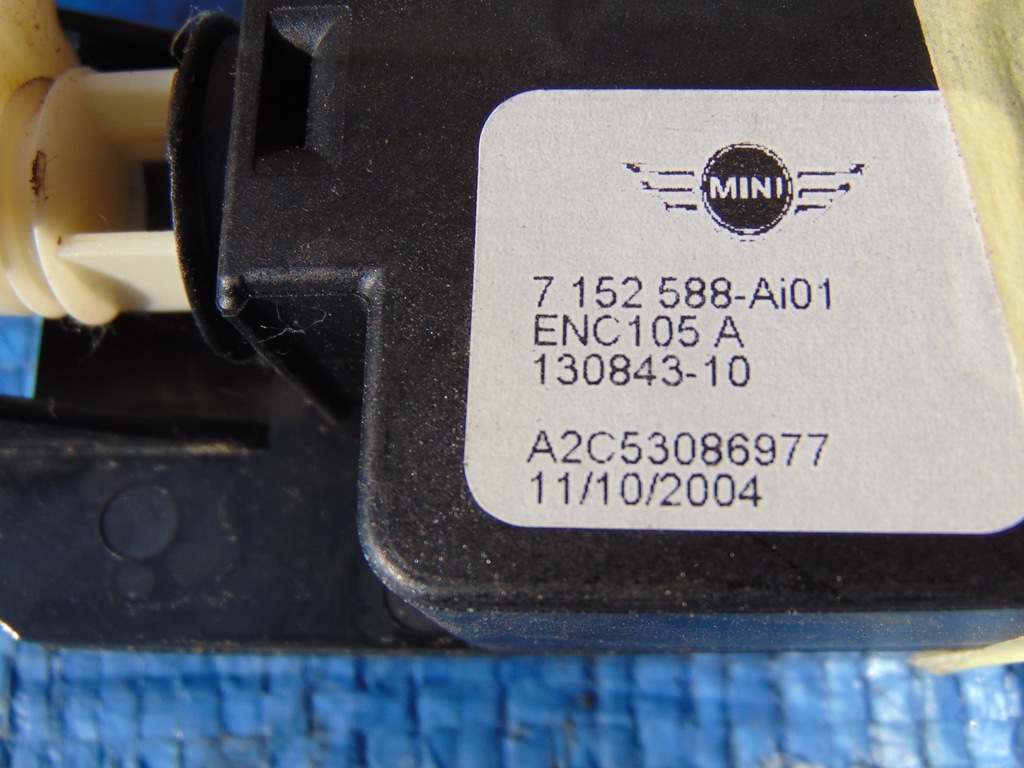 MINI
7 152 588-Ai01
ENC105 A
130843-10
A2C53086977
11/10/2004